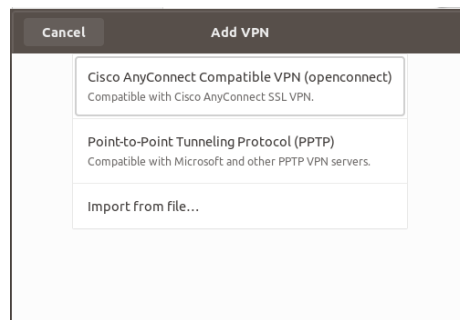 Cancel
Add VPN
Cisco AnyConnect Compatible VPN (openconnect)
Compatible with Cisco AnyConnect SSL VPN.
Point-to-Point Tunneling Protocol (PPTP)
Compatible with Microsoft and other PPTP VPN servers.
Import from file…